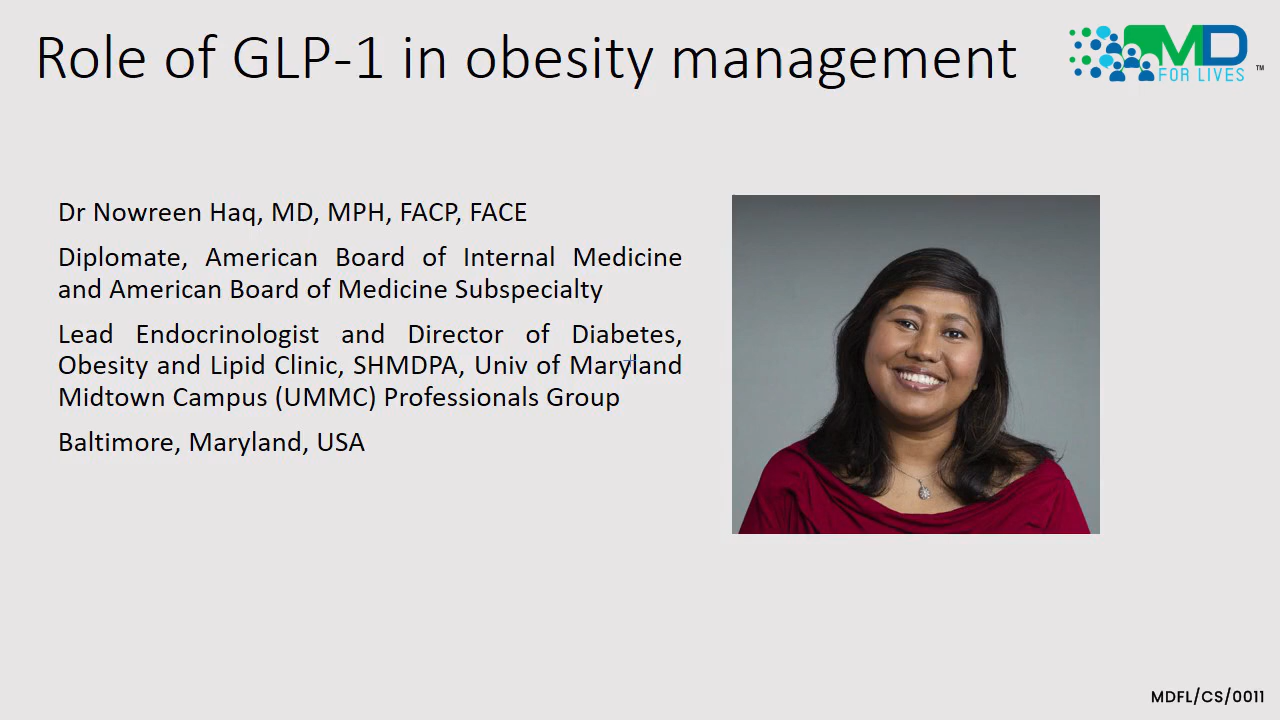 Role of GLP-1 in obesity management
MD
FOR LIVES ™
Dr Nowreen Haq, MD, MPH, FACP, FACE
Diplomate, American Board of Internal Medicine
and American Board of Medicine Subspecialty
Lead Endocrinologist and Director of Diabetes,
Obesity and Lipid Clinic, SHMDPA, Univ of Maryland
Midtown Campus (UMMC) Professionals Group
Baltimore, Maryland, USA
MDFL/CS/0011